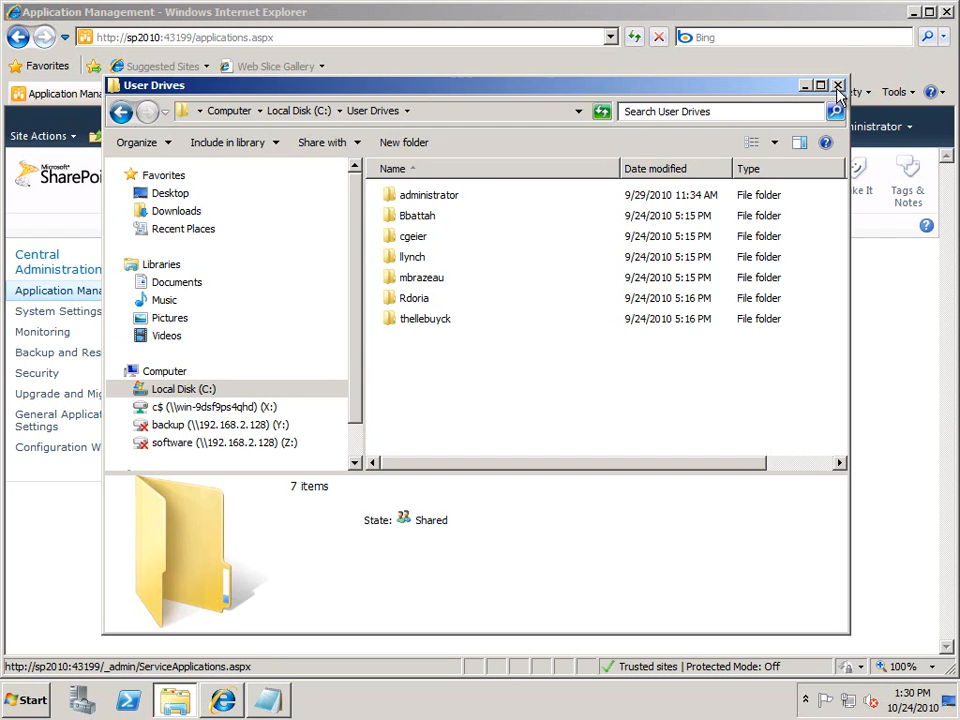 Application Management - Windows Internet Explorer
http://sp2010:43199/applications.aspx
Bing
Favorites
Suggested Sites
Web Slice Gallery
Application Mana
ty
Tools
Site Actions
inistrator
Microsoft
SharePoi
ke It
Tags &
Notes
Central
Administration
Application Mana
System Settings
Monitoring
Backup and Res
Security
Upgrade and Mig
General Applicat
Settings
Configuration W
User Drives
Computer
Local Disk (C:)
User Drives
Search User Drives
Organize
Include in library
Share with
New folder
Favorites
Desktop
Downloads
Recent Places
Libraries
Documents
Music
Pictures
Videos
Computer
Local Disk (C:)
c$ (\\win-9dsf9ps4qhd) (X:)
backup (\\192.168.2.128) (Y:)
software (\\192.168.2.128) (Z:)
Name Date modified Type
administrator 9/29/2010 11:34 AM File folder
Bbattah 9/24/2010 5:15 PM File folder
cgeier 9/24/2010 5:15 PM File folder
llynch 9/24/2010 5:15 PM File folder
mbrazeau 9/24/2010 5:15 PM File folder
Rdoria 9/24/2010 5:16 PM File folder
thellebuyck 9/24/2010 5:16 PM File folder
7 items
State: Shared
http://sp2010:43199/_admin/ServiceApplications.aspx
Trusted sites | Protected Mode: Off
100%
Start
1:30 PM
10/24/2010